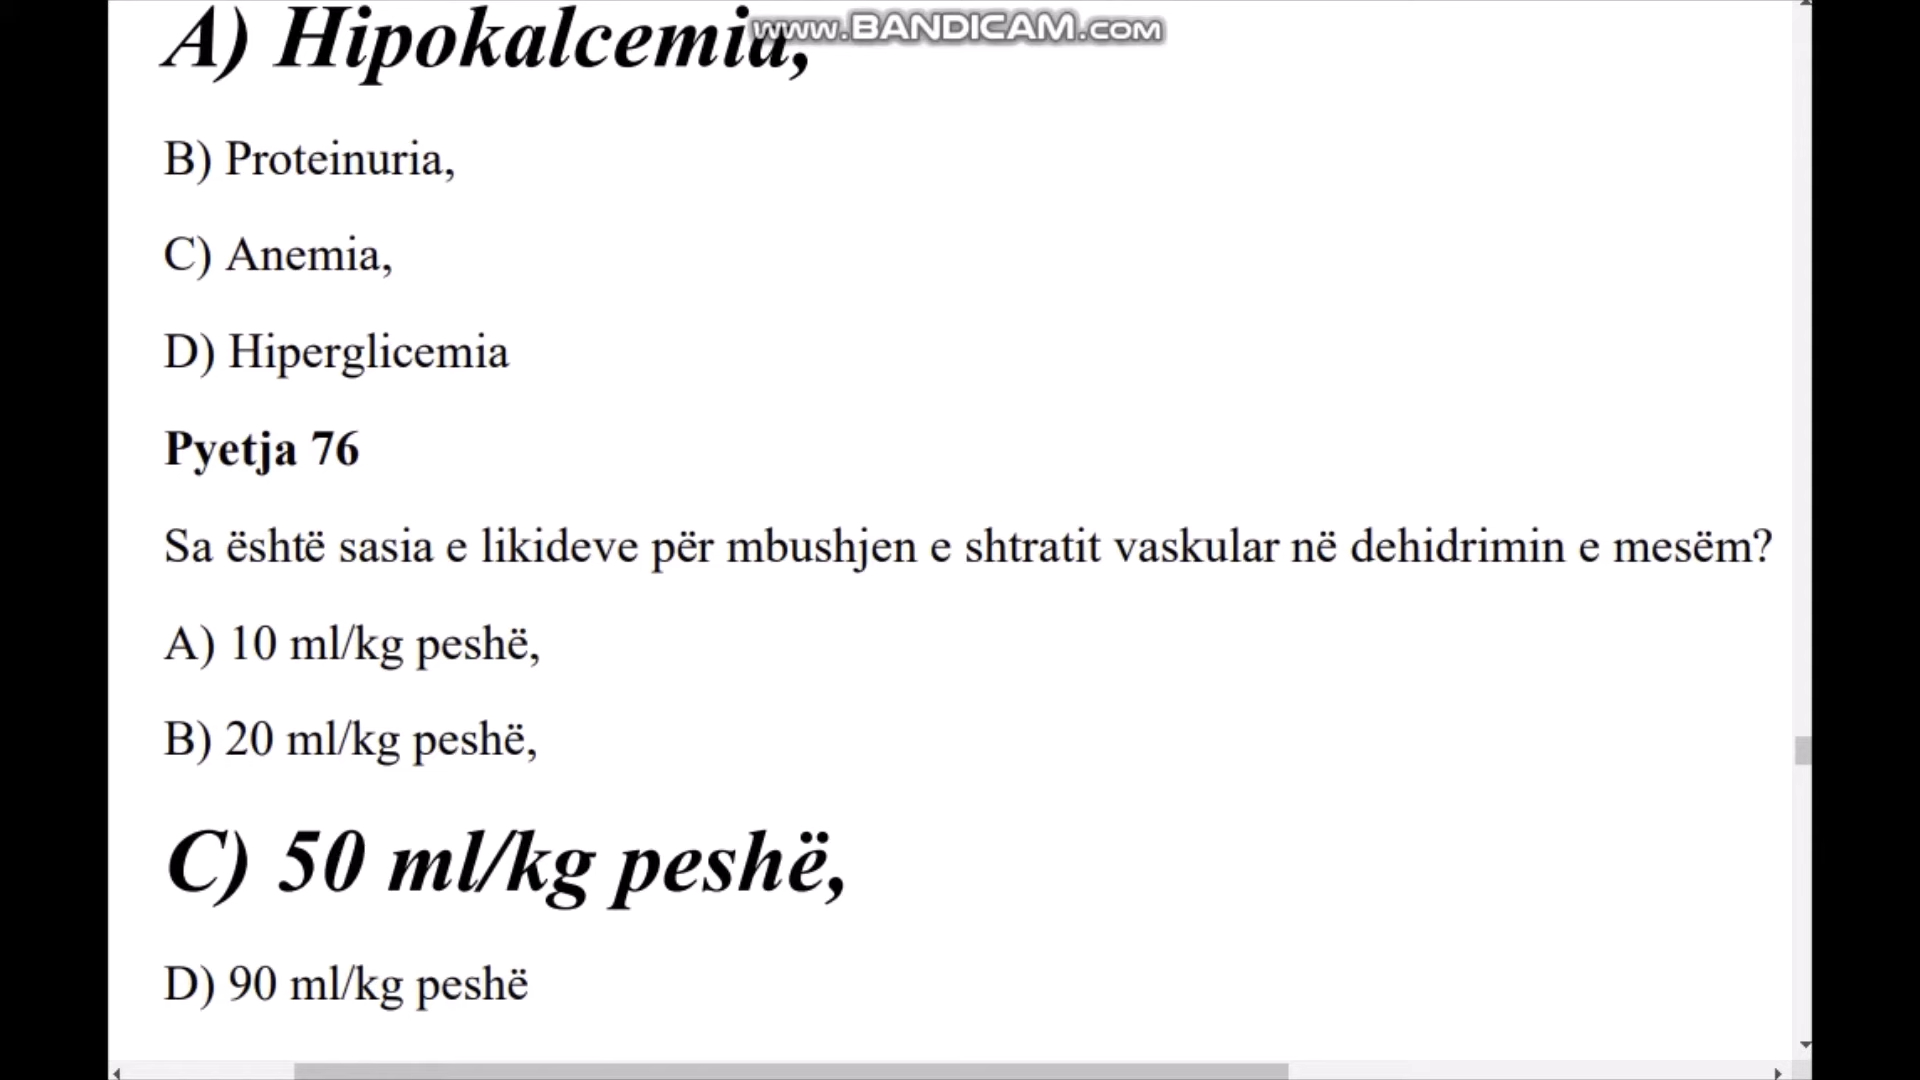 www.BANDICAM.com
A) Hipokalcemia,
B) Proteinuria,
C) Anemia,
D) Hiperglicemia
Pyetja 76
Sa është sasia e likideve për mbushjen e shtratit vaskular në dehidrimin e mesëm?
A) 10 ml/kg peshë,
B) 20 ml/kg peshë,
C) 50 ml/kg peshë,
D) 90 ml/kg peshë